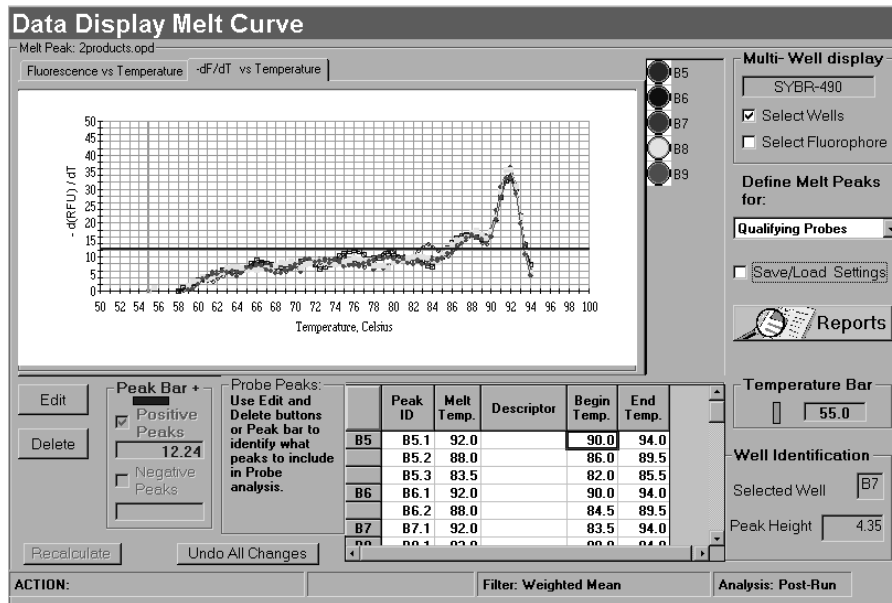 Data Display Melt Curve
Melt Peak: 2products.opd
Fluorescence vs Temperature
-dF/dT vs Temperature
50
45
40
35
30
25
20
15
10
5
0
- d(RFU) / dT
50 52 54 56 58 60 62 64 66 68 70 72 74 76 78 80 82 84 86 88 90 92 94 96 98 100
Temperature, Celsius
B5
B6
B7
B8
B9
Multi- Well display
SYBR-490
Select Wells
Select Fluorophore
Define Melt Peaks
for:
Qualifying Probes
Save/Load Settings
Reports
Temperature Bar
55.0
Well Identification
Selected Well B7
Peak Height 4.35
Edit
Delete
Peak Bar +
Positive
Peaks
12.24
Negative
Peaks
Recalculate
Undo All Changes
Probe Peaks:
Use Edit and
Delete buttons
or Peak bar to
identify what
peaks to include
in Probe
analysis.
Peak ID Melt Temp. Descriptor Begin Temp. End Temp.
B5 B5.1 92.0 90.0 94.0
B5.2 88.0 86.0 89.5
B5.3 83.5 82.0 85.5
B6 B6.1 92.0 90.0 94.0
B6.2 88.0 84.5 89.5
B7 B7.1 92.0 83.5 94.0
ACTION:
Filter: Weighted Mean
Analysis: Post-Run